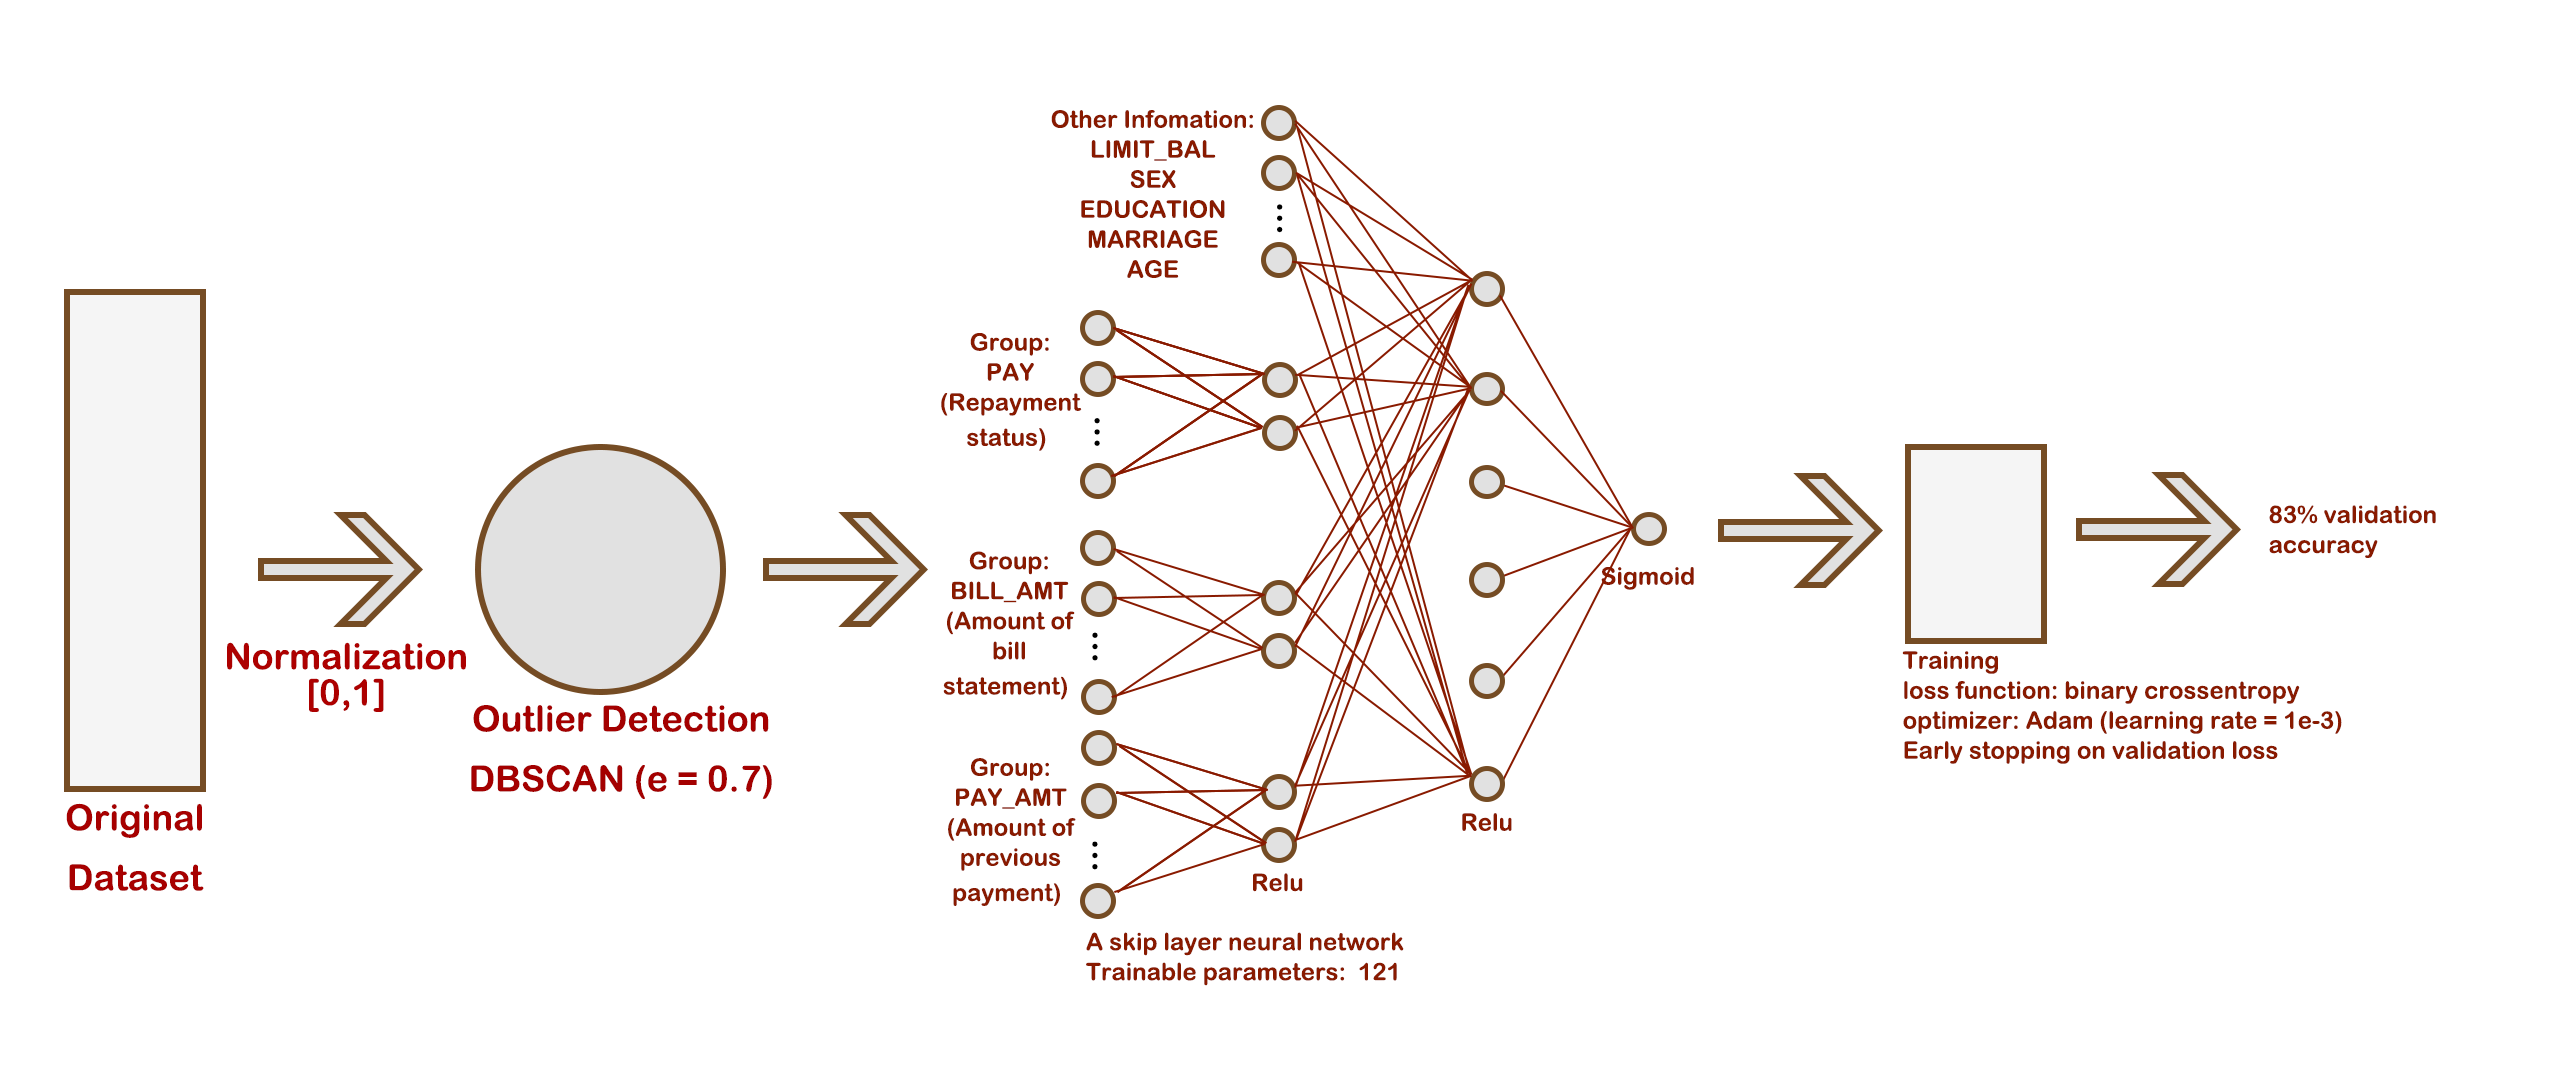 Original
Dataset
Normalization
[0,1]
Outlier Detection
DBSCAN (e = 0.7)
Other Infomation:
LIMIT_BAL
SEX
EDUCATION
MARRIAGE
AGE
Group:
PAY
(Repayment
status)
Group:
BILL_AMT
(Amount of
bill
statement)
Group:
PAY_AMT
(Amount of
previous
payment)
Relu
Relu
Sigmoid
A skip layer neural network
Trainable parameters: 121
Training
loss function: binary crossentropy
optimizer: Adam (learning rate = 1e-3)
Early stopping on validation loss
83% validation
accuracy